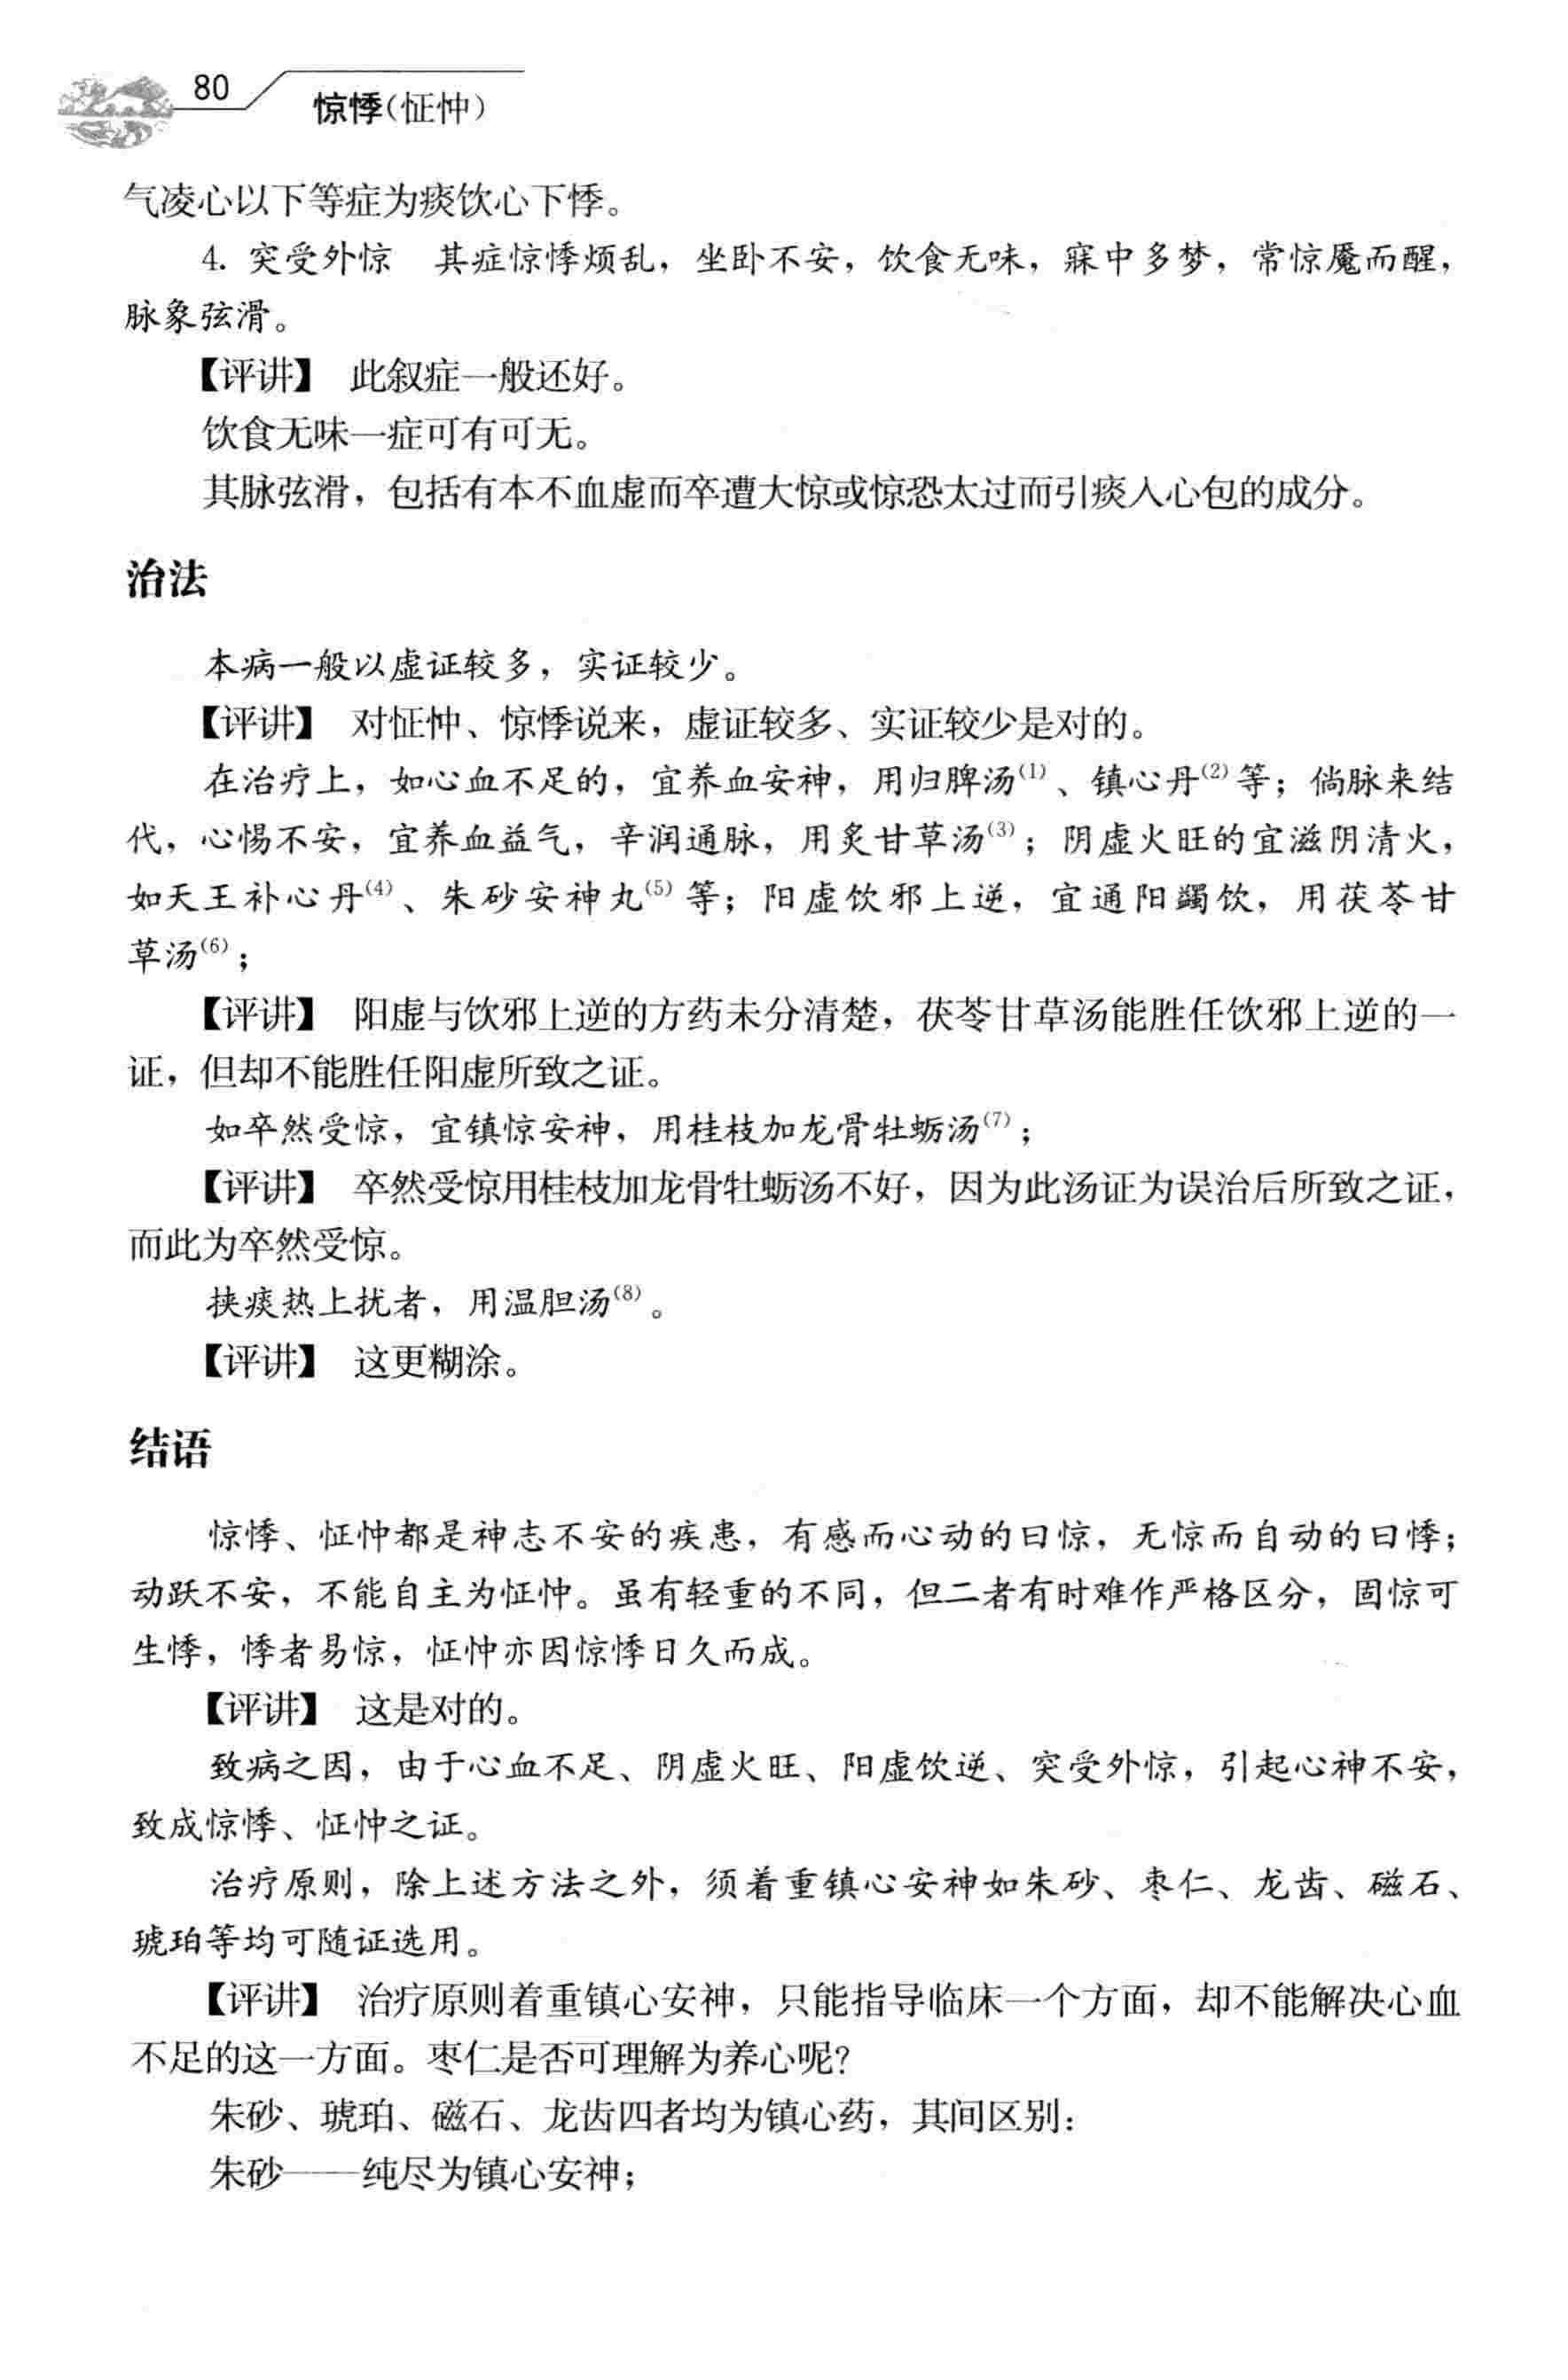 80
惊悸(怔忡)
气凌心以下等症为痰饮心下悸。
4. 突受外惊　其症惊悸烦乱，坐卧不安，饮食无味，寐中多梦，常惊魇而醒，
脉象弦滑。
【评讲】　此叙症一般还好。
饮食无味一症可有可无。
其脉弦滑，包括有本不血虚而卒遭大惊或惊恐太过而引痰入心包的成分。
治法
本病一般以虚证较多，实证较少。
【评讲】　对怔忡、惊悸说来，虚证较多、实证较少是对的。
在治疗上，如心血不足的，宜养血安神，用归脾汤(1)、镇心丹(2)等；倘脉来结
代，心惕不安，宜养血益气，辛润通脉，用炙甘草汤(3)；阴虚火旺的宜滋阴清火，
如天王补心丹(4)、朱砂安神丸(5)等；阳虚饮邪上逆，宜通阳蠲饮，用茯苓甘
草汤(6)；
【评讲】　阳虚与饮邪上逆的方药未分清楚，茯苓甘草汤能胜任饮邪上逆的一
证，但却不能胜任阳虚所致之证。
如卒然受惊，宜镇惊安神，用桂枝加龙骨牡蛎汤(7)；
【评讲】　卒然受惊用桂枝加龙骨牡蛎汤不好，因为此汤证为误治后所致之证，
而此为卒然受惊。
挟痰热上扰者，用温胆汤(8)。
【评讲】　这更糊涂。
结语
惊悸、怔忡都是神志不安的疾患，有感而心动的曰惊，无惊而自动的曰悸；
动跃不安，不能自主为怔忡。虽有轻重的不同，但二者有时难作严格区分，固惊可
生悸，悸者易惊，怔忡亦因惊悸日久而成。
【评讲】　这是对的。
致病之因，由于心血不足、阴虚火旺、阳虚饮逆、突受外惊，引起心神不安，
致成惊悸、怔忡之证。
治疗原则，除上述方法之外，须着重镇心安神如朱砂、枣仁、龙齿、磁石、
琥珀等均可随证选用。
【评讲】　治疗原则着重镇心安神，只能指导临床一个方面，却不能解决心血
不足的这一方面。枣仁是否可理解为养心呢？
朱砂、琥珀、磁石、龙齿四者均为镇心药，其间区别：
朱砂——纯尽为镇心安神；